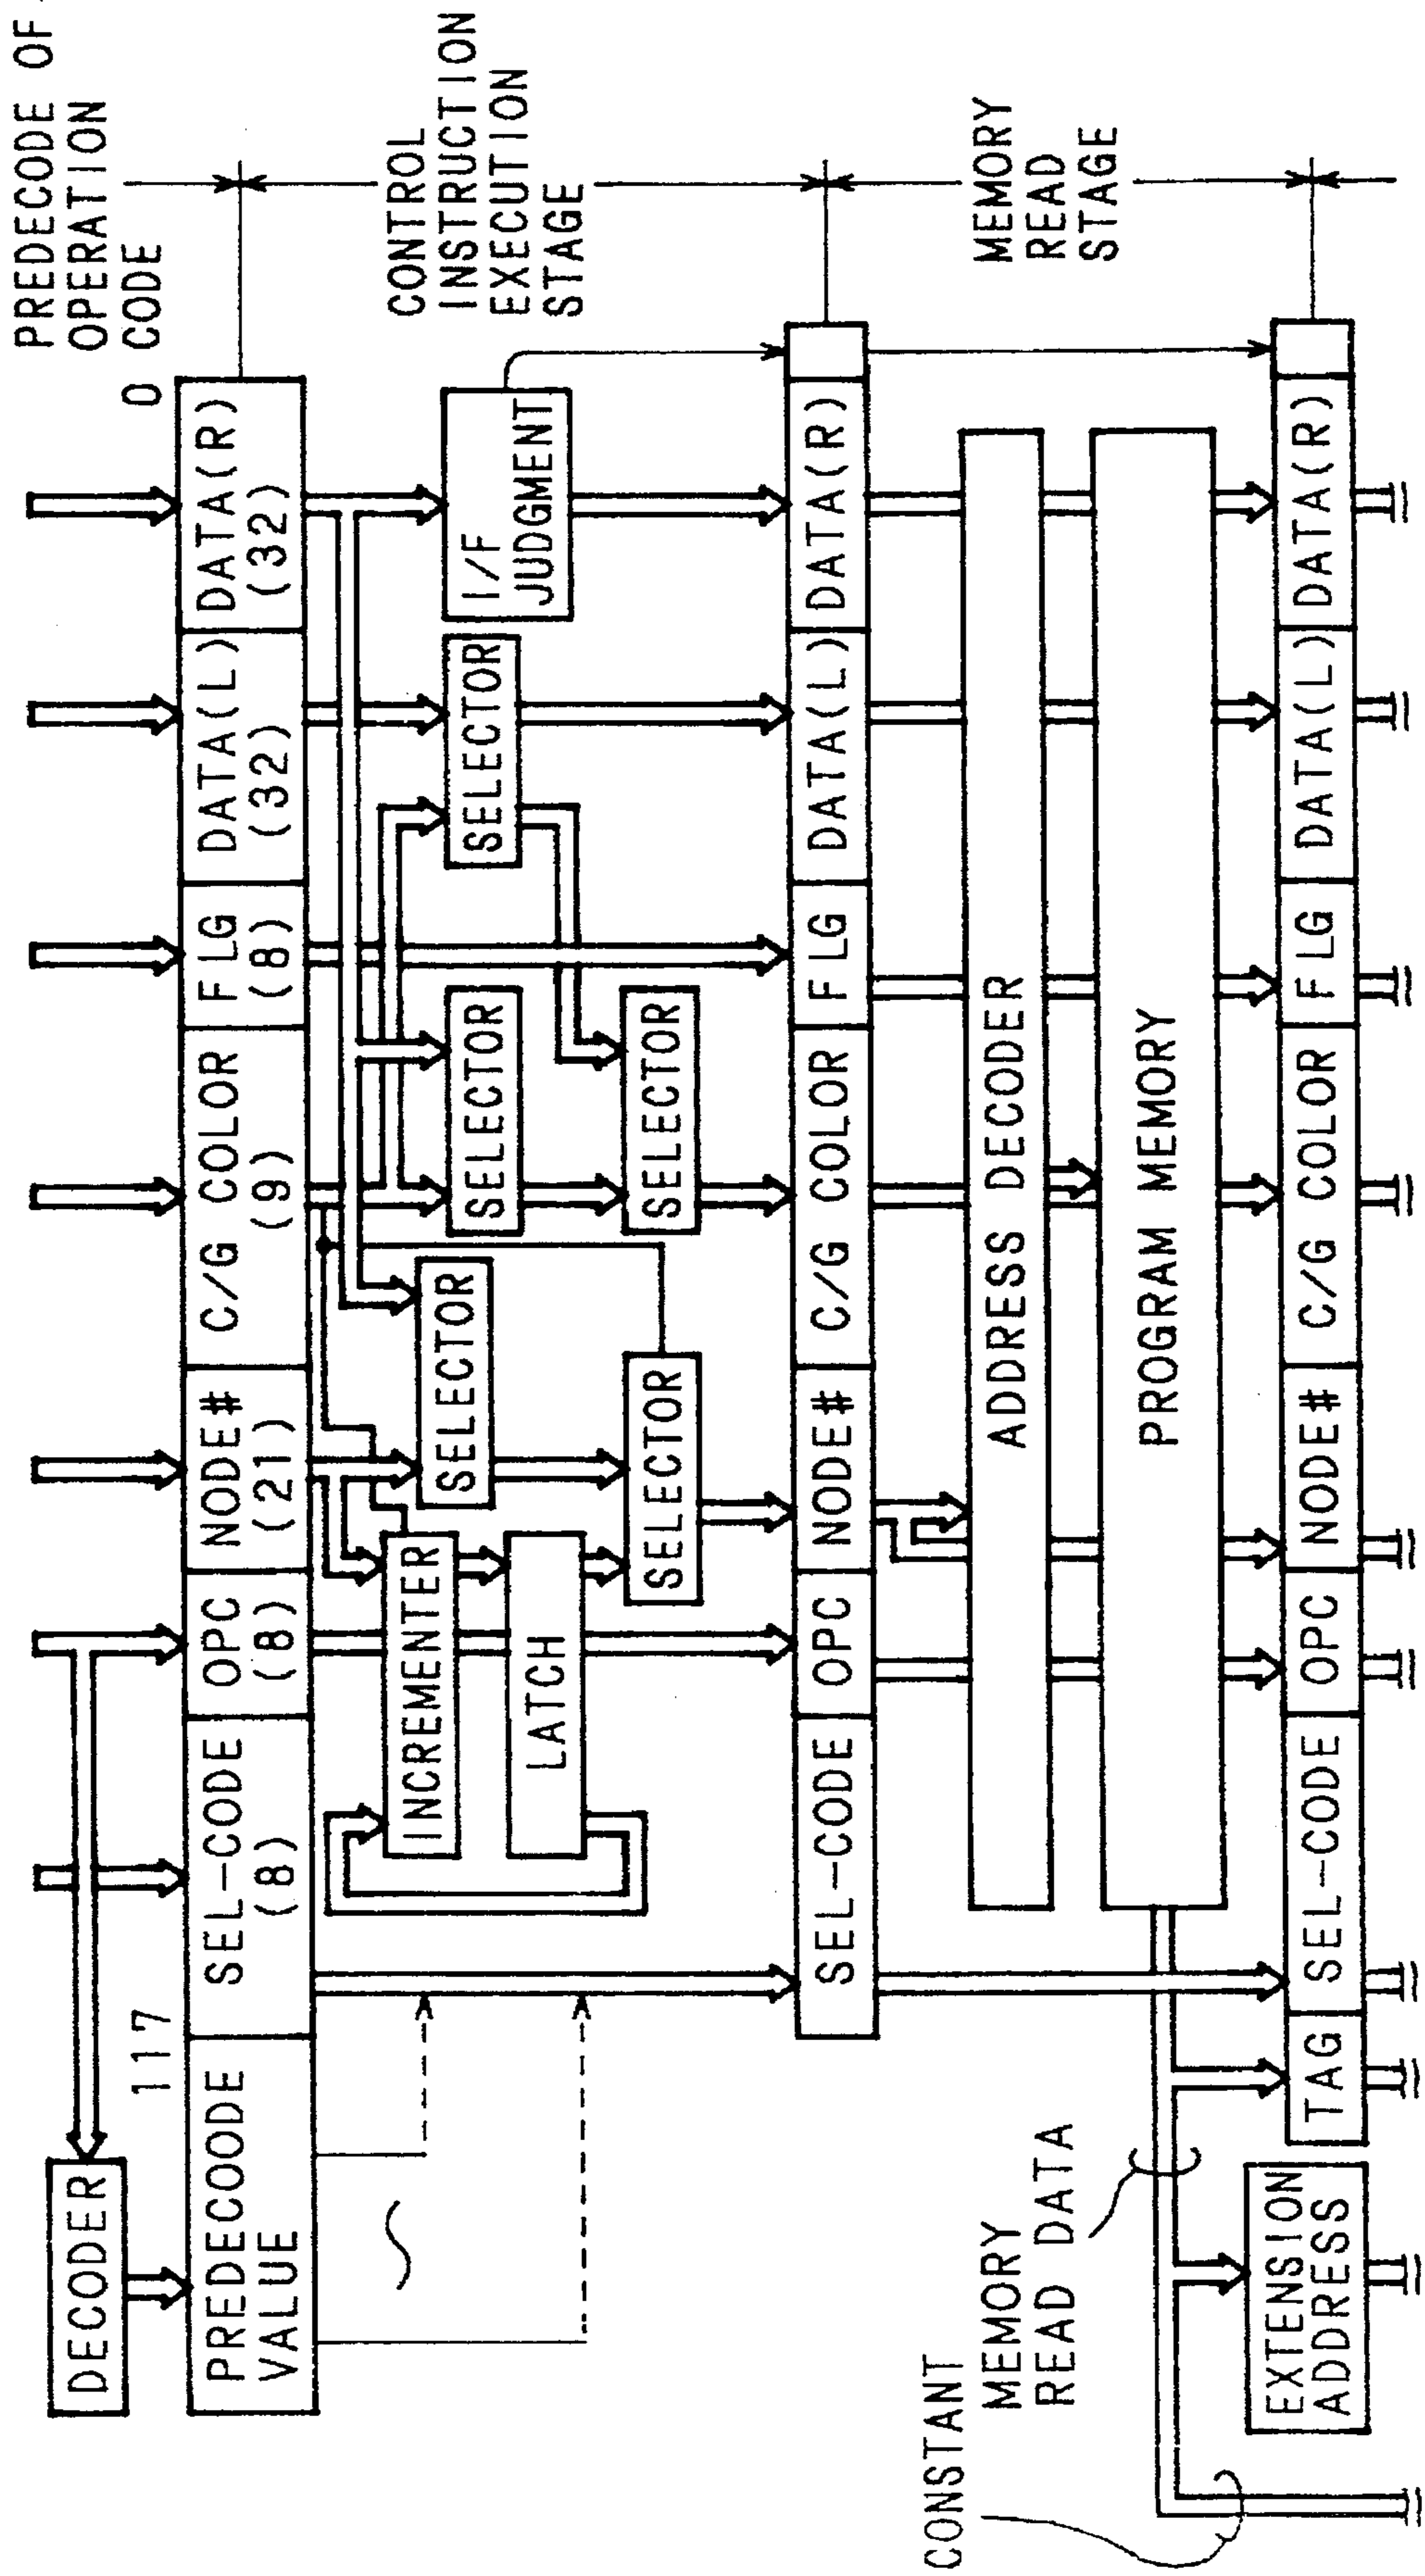 PREDECODE OF
OPERATION
CODE
DECODER
117
0
PREDECOODE
VALUE
SEL-CODE
(8)
OPC
(8)
NODE#
(21)
C/G COLOR
(9)
FLG
(8)
DATA(L)
(32)
DATA(R)
(32)
CONTROL
INSTRUCTION
EXECUTION
STAGE
INCREMENTER
LATCH
SELECTOR
SELECTOR
SELECTOR
SELECTOR
SELECTOR
I/F
JUDGMENT
SEL-CODE
OPC
NODE#
C/G COLOR
FLG
DATA(L)
DATA(R)
MEMORY
READ
STAGE
ADDRESS DECODER
PROGRAM MEMORY
CONSTANT
MEMORY
READ DATA
EXTENSION
ADDRESS
TAG
SEL-CODE
OPC
NODE#
C/G COLOR
FLG
DATA(L)
DATA(R)